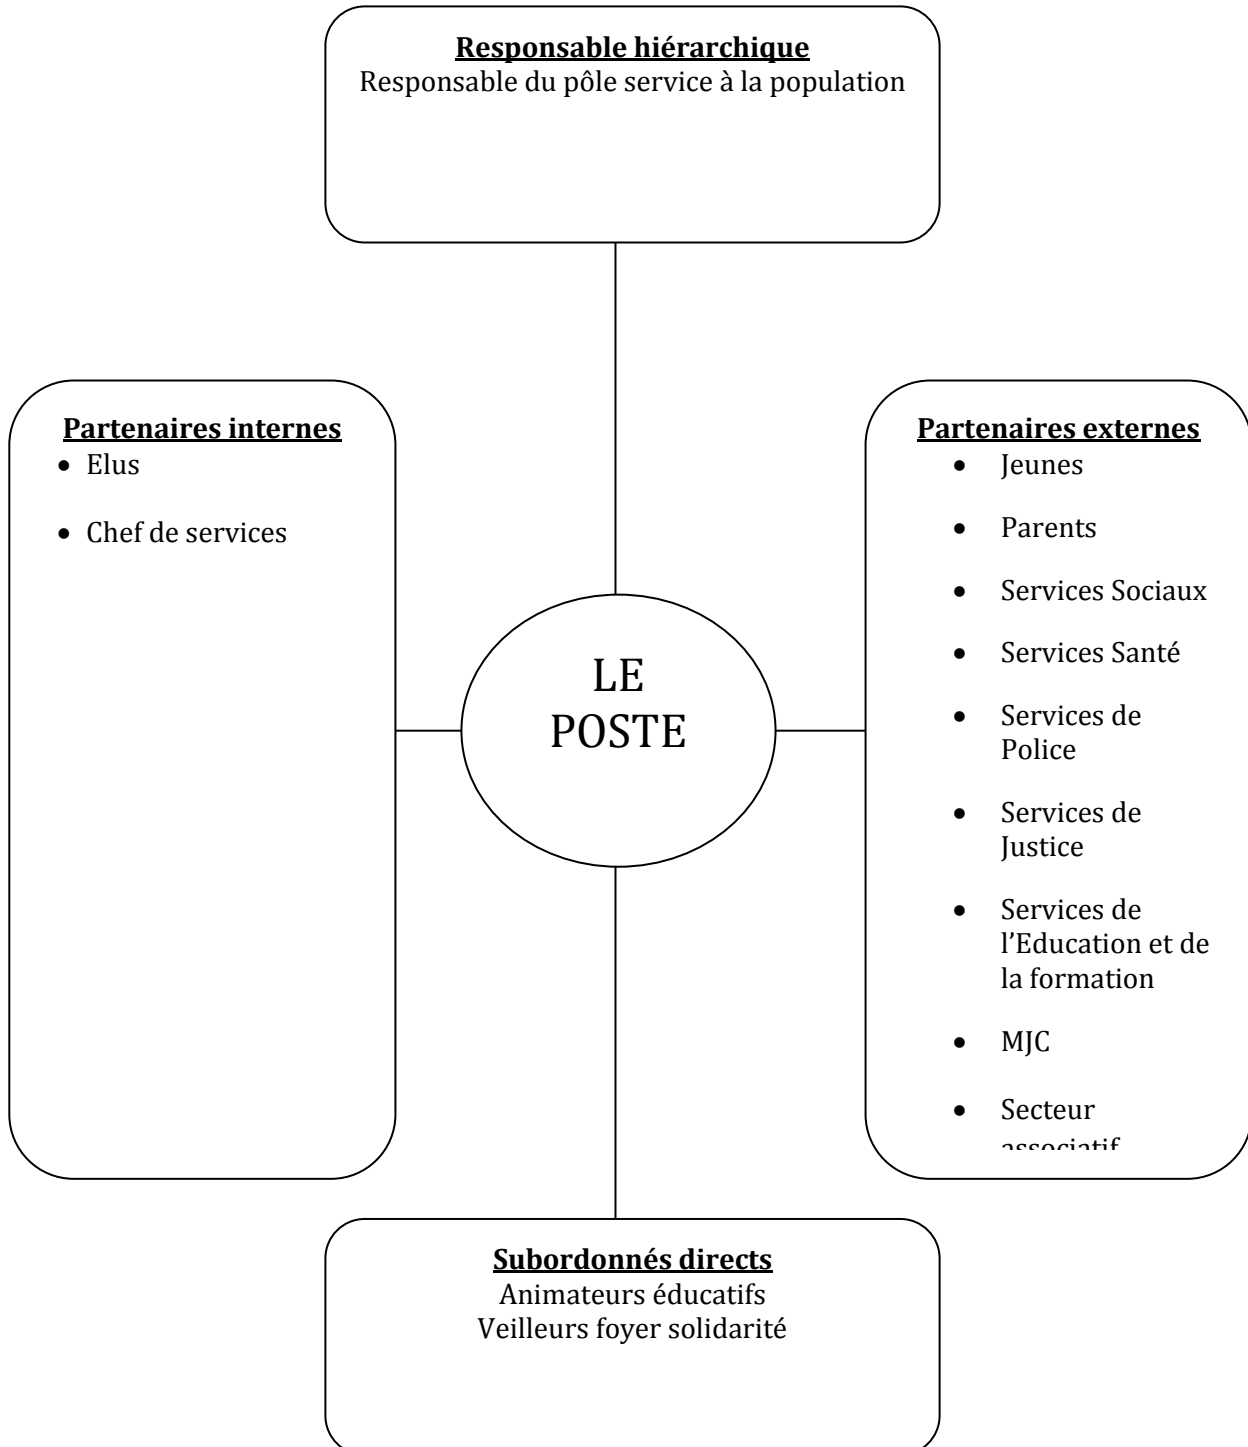 Responsable hiérarchique
Responsable du pôle service à la population
Partenaires internes
• Elus
• Chef de services
Partenaires externes
• Jeunes
• Parents
• Services Sociaux
• Services Santé
• Services de
Police
• Services de
Justice
• Services de
l’Education et de
la formation
• MJC
• Secteur
associatif
LE
POSTE
Subordonnés directs
Animateurs éducatifs
Veilleurs foyer solidarité